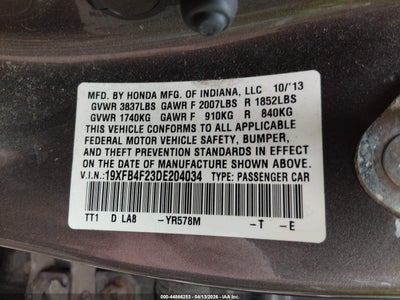 MFD. BY HONDA MFG. OF INDIANA, LLC 10/'13
GVWR 3837LBS GAWR F 2007LBS R 1852LBS
GVWR 1740KG GAWR F 910KG R 840KG
THIS VEHICLE CONFORMS TO ALL APPLICABLE
FEDERAL MOTOR VEHICLE SAFETY, BUMPER,
AND THEFT PREVENTION STANDARDS IN EFFECT
ON THE DATE OF MANUFACTURE SHOWN ABOVE.
V.I.N.: 19XFB4F23DE204034 TYPE: PASSENGER CAR
TT1 D LA8 -YR578M -T -E
000-44866253 - 04/13/2026 - IAA, Inc.